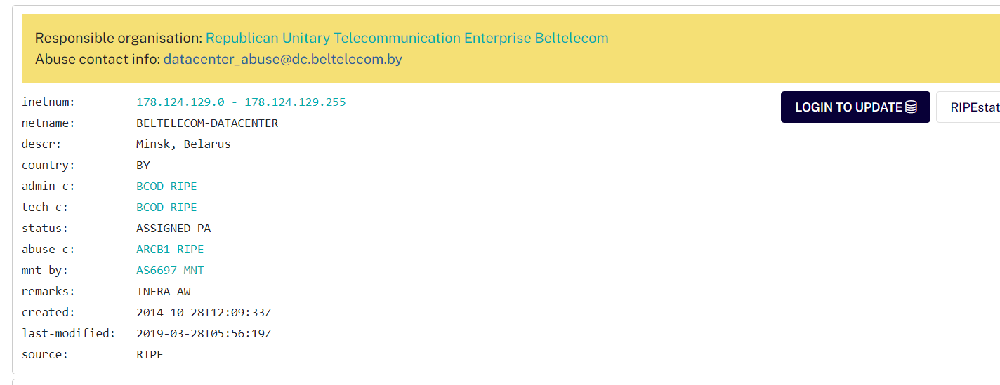 Responsible organisation: Republican Unitary Telecommunication Enterprise Beltelecom
Abuse contact info: datacenter_abuse@dc.beltelecom.by
inetnum: 178.124.129.0 - 178.124.129.255
LOGIN TO UPDATE
RIPEstat
netname: BELTELECOM-DATACENTER
descr: Minsk, Belarus
country: BY
admin-c: BCOD-RIPE
tech-c: BCOD-RIPE
status: ASSIGNED PA
abuse-c: ARCB1-RIPE
mnt-by: AS6697-MNT
remarks: INFRA-AW
created: 2014-10-28T12:09:33Z
last-modified: 2019-03-28T05:56:19Z
source: RIPE